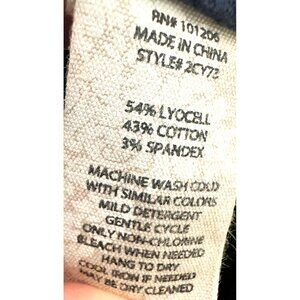 RN# 101206
MADE IN CHINA
STYLE# 2CY73
54% LYOCELL
43% COTTON
3% SPANDEX
MACHINE WASH COLD
WITH SIMILAR COLORS
MILD DETERGENT
GENTLE CYCLE
ONLY NON-CHLORINE
BLEACH WHEN NEEDED
HANG TO DRY
COOL IRON IF NEEDED
MAY BE DRY CLEANED